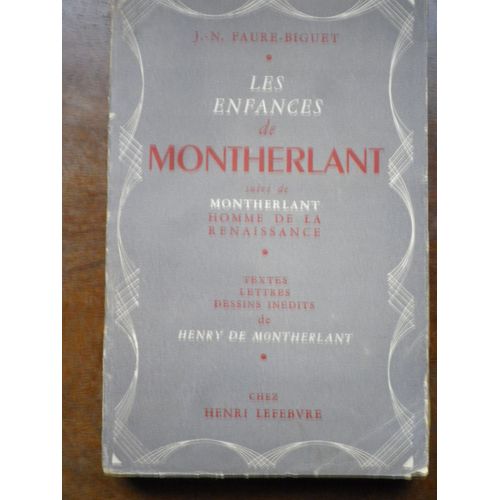 J.-N. FAURE-BIGUET
LES
ENFANCES
de
MONTHERLANT
suivi de
MONTHERLANT
HOMME DE LA
RENAISSANCE
TEXTES
LETTRES
DESSINS INÉDITS
de
HENRY DE MONTHERLANT
CHEZ
HENRI LEFEBVRE